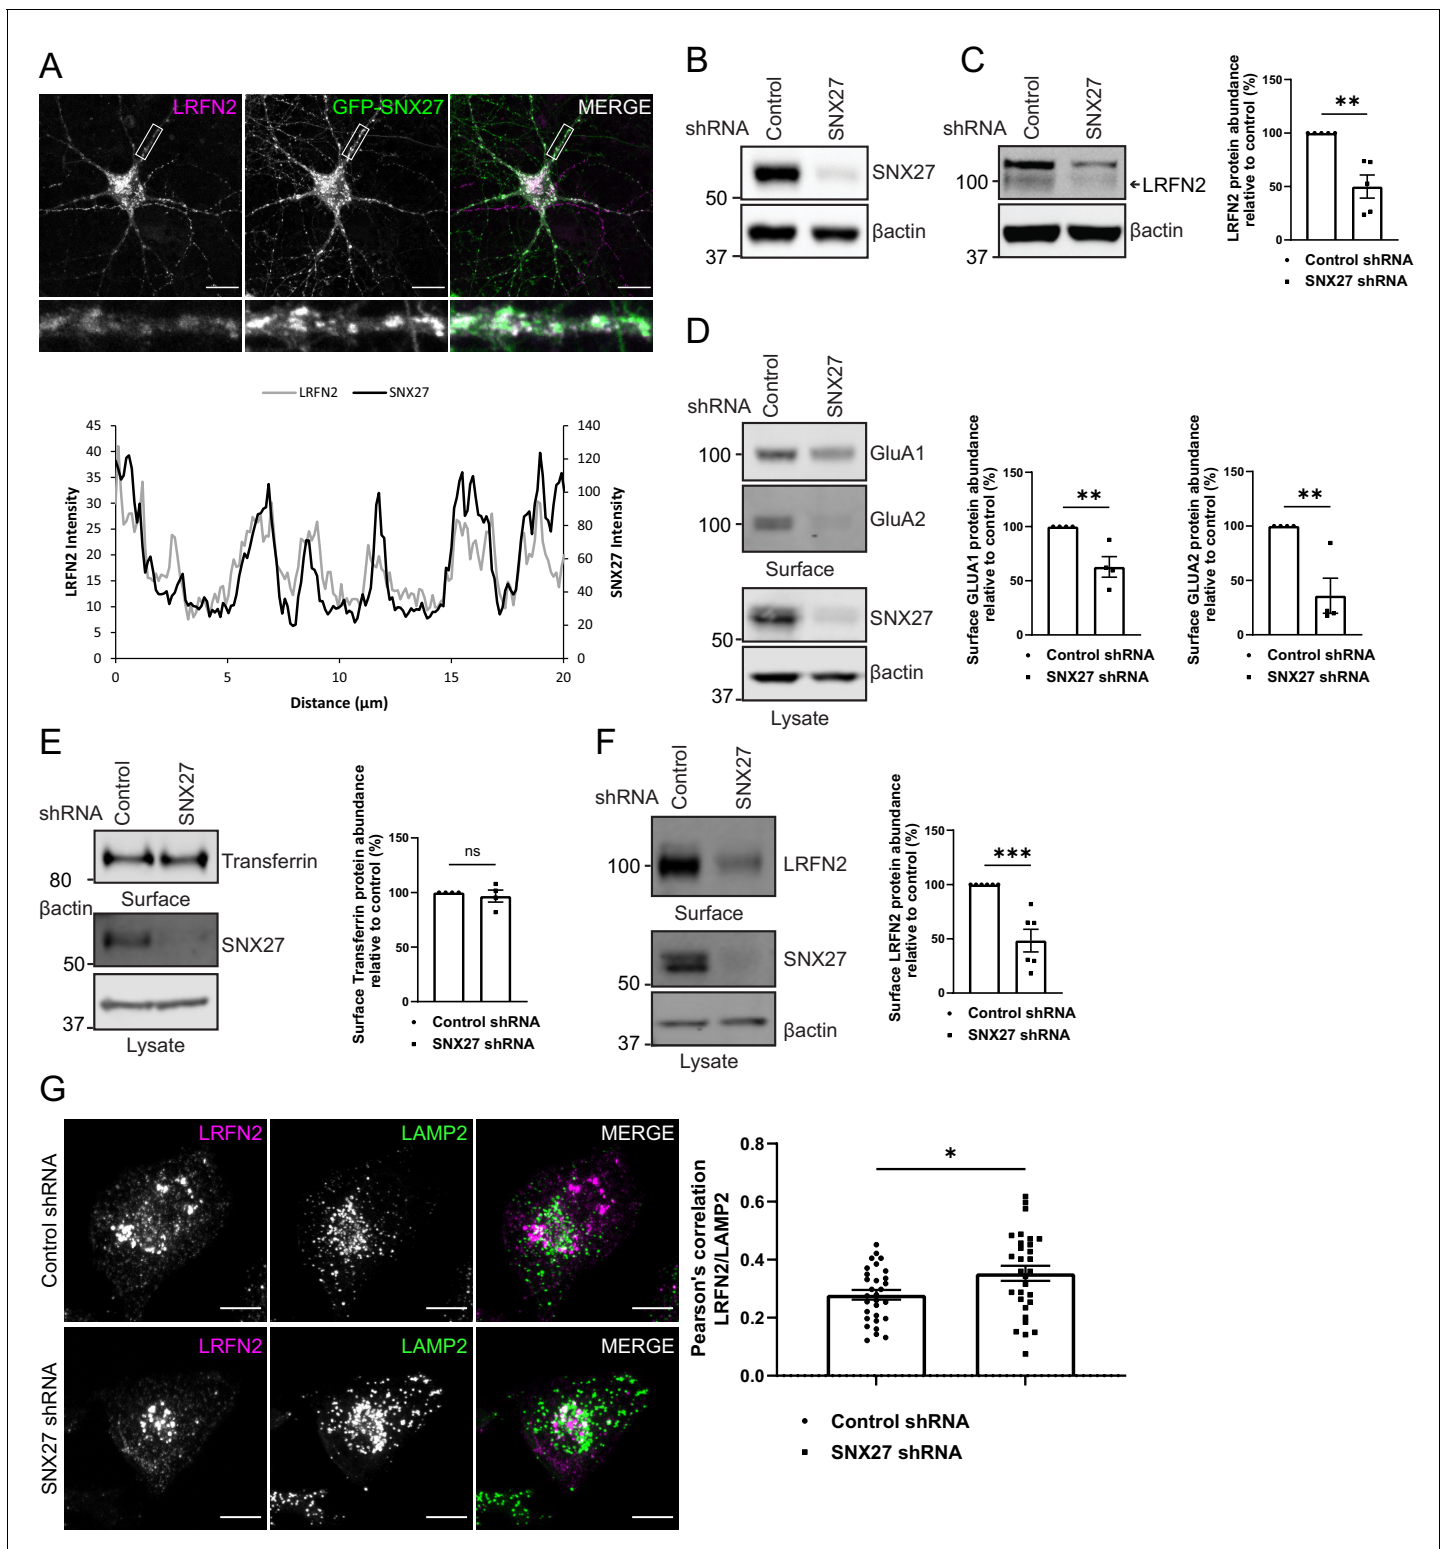 A
LRFN2
GFP-SNX27
MERGE
LRFN2
SNX27
LRFN2 Intensity
SNX27 Intensity
45
40
35
30
25
20
15
10
5
0
140
120
100
80
60
40
20
0
0
5
10
15
20
Distance (µm)
B
shRNA
Control
SNX27
SNX27
50
βactin
37
C
shRNA
Control
SNX27
100
LRFN2
βactin
37
LRFN2 protein abundance
relative to control (%)
150
100
50
0
**
Control shRNA
SNX27 shRNA
D
shRNA
Control
SNX27
100
GluA1
100
GluA2
Surface
SNX27
50
βactin
37
Lysate
Surface GLUA1 protein abundance
relative to control (%)
150
100
50
0
**
Control shRNA
SNX27 shRNA
Surface GLUA2 protein abundance
relative to control (%)
150
100
50
0
**
Control shRNA
SNX27 shRNA
E
shRNA
Control
SNX27
Transferrin
80
Surface
βactin
SNX27
50
37
Lysate
Surface Transferrin protein abundance
relative to control (%)
150
100
50
0
ns
Control shRNA
SNX27 shRNA
F
shRNA
Control
SNX27
100
LRFN2
Surface
SNX27
50
βactin
37
Lysate
Surface LRFN2 protein abundance
relative to control (%)
150
100
50
0
***
Control shRNA
SNX27 shRNA
G
Control shRNA
LRFN2
LAMP2
MERGE
SNX27 shRNA
LRFN2
LAMP2
MERGE
Pearson's correlation
LRFN2/LAMP2
0.8
0.6
0.4
0.2
0.0
*
Control shRNA
SNX27 shRNA